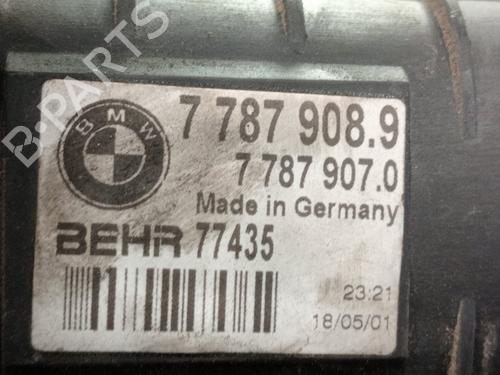 B-PARTS
BMW
7 787 908.9
7 787 907.0
Made in Germany
BEHR 77435
23:21
18/05/01